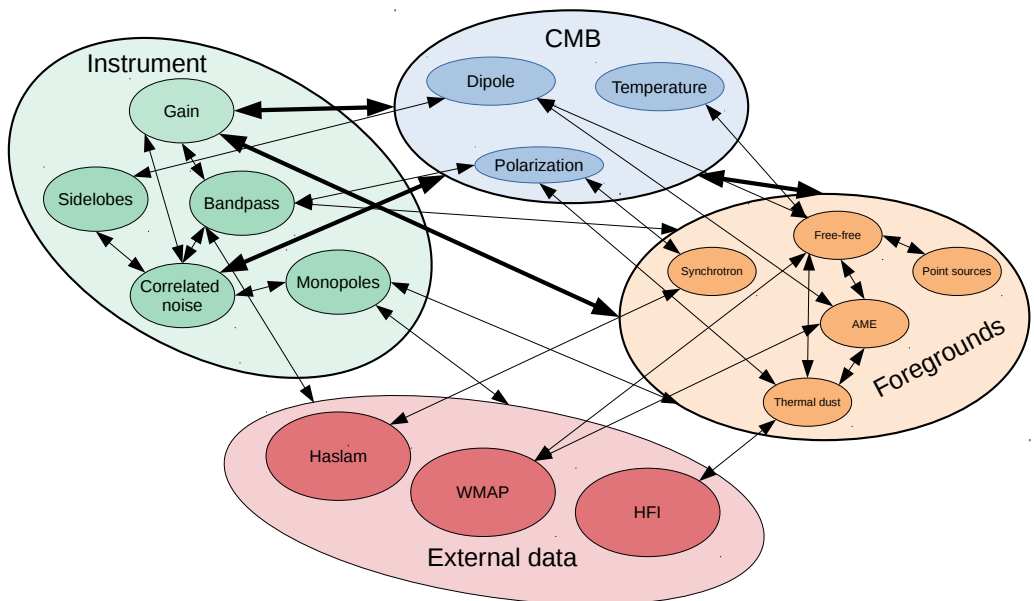 CMB
Instrument
Dipole
Temperature
Gain
Polarization
Sidelobes
Bandpass
Free-free
Synchrotron
Point sources
Correlated
noise
Monopoles
AME
Foregrounds
Thermal dust
Haslam
WMAP
HFI
External data